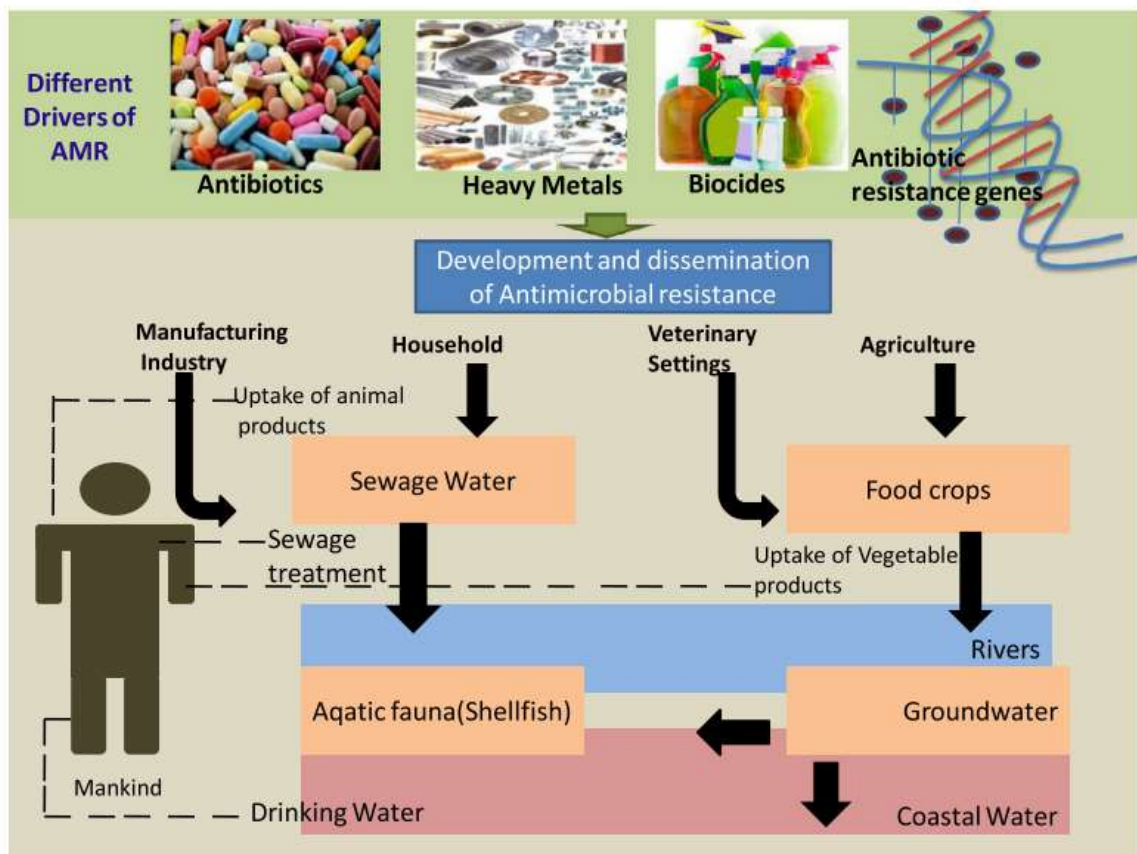 Different
Drivers of
AMR
Antibiotics
Heavy Metals
Biocides
Antibiotic
resistance genes
Development and dissemination
of Antimicrobial resistance
Manufacturing
Industry
Household
Veterinary
Settings
Agriculture
Uptake of animal
products
Sewage Water
Food crops
Sewage
treatment
Uptake of Vegetable
products
Rivers
Aqatic fauna(Shellfish)
Groundwater
Mankind
Drinking Water
Coastal Water